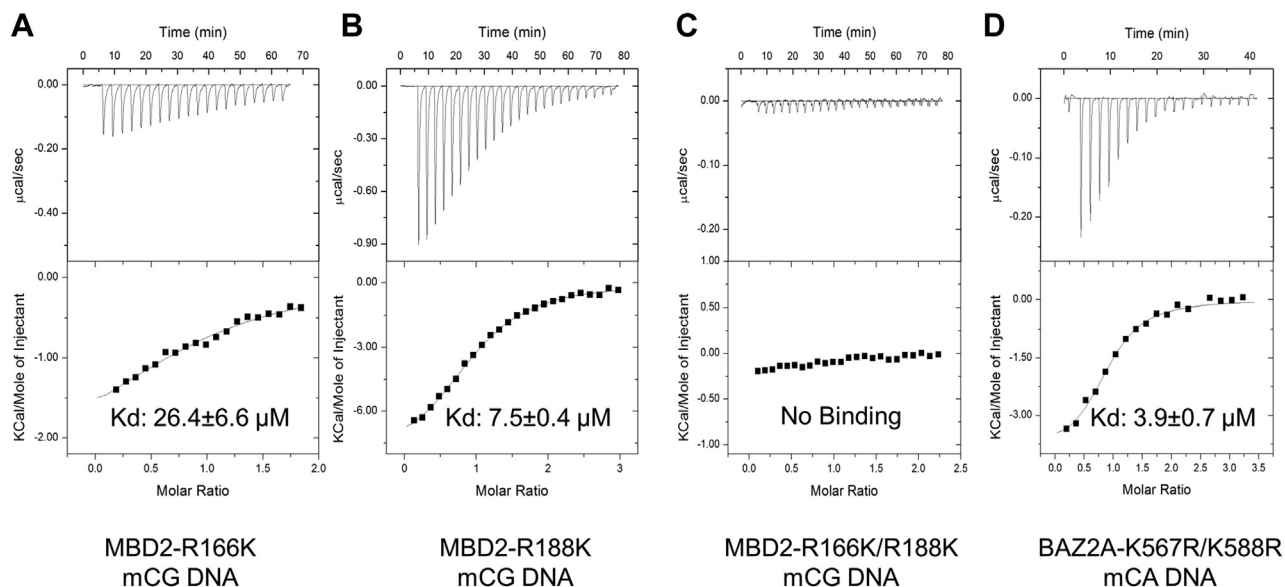 A
Time (min)
0 10 20 30 40 50 60 70
0.00
-0.20
-0.40
µcal/sec
0.00
-1.00
-2.00
KCal/Mole of Injectant
Kd: 26.4±6.6 µM
0.0 0.5 1.0 1.5 2.0
Molar Ratio
MBD2-R166K
mCG DNA
B
Time (min)
0 10 20 30 40 50 60 70 80
0.00
-0.30
-0.60
-0.90
µcal/sec
0.00
-3.00
-6.00
KCal/Mole of Injectant
Kd: 7.5±0.4 µM
0 1 2 3
Molar Ratio
MBD2-R188K
mCG DNA
C
Time (min)
0 10 20 30 40 50 60 70 80
0.00
-0.10
-0.20
µcal/sec
1.00
0.50
0.00
-0.50
-1.00
KCal/Mole of Injectant
No Binding
0.0 0.5 1.0 1.5 2.0 2.5
Molar Ratio
MBD2-R166K/R188K
mCG DNA
D
Time (min)
0 10 20 30 40
0.00
-0.10
-0.20
µcal/sec
0.00
-1.50
-3.00
KCal/Mole of Injectant
Kd: 3.9±0.7 µM
0.0 0.5 1.0 1.5 2.0 2.5 3.0 3.5
Molar Ratio
BAZ2A-K567R/K588R
mCA DNA